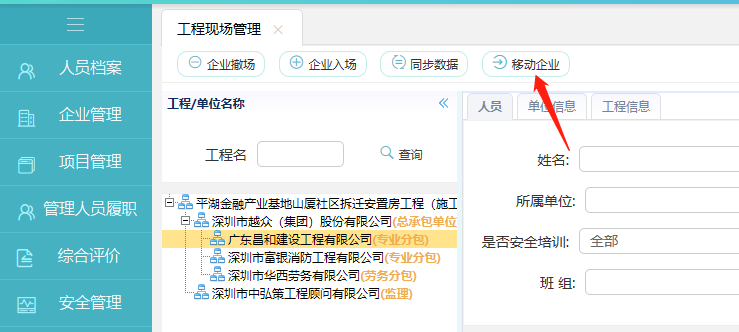 工程现场管理
人员档案
企业管理
项目管理
管理人员履职
综合评价
安全管理
企业撤场 企业入场 同步数据 移动企业
工程/单位名称
工程名 查询
平湖金融产业基地山厦社区拆迁安置房工程（施工
深圳市越众（集团）股份有限公司(总承包单位
广东昌和建设工程有限公司(专业分包)
深圳市富银消防工程有限公司(专业分包)
深圳市华西劳务有限公司(劳务分包)
深圳市中弘策工程顾问有限公司(监理)
人员 单位信息 工程信息
姓名:
所属单位:
是否安全培训: 全部
班 组: